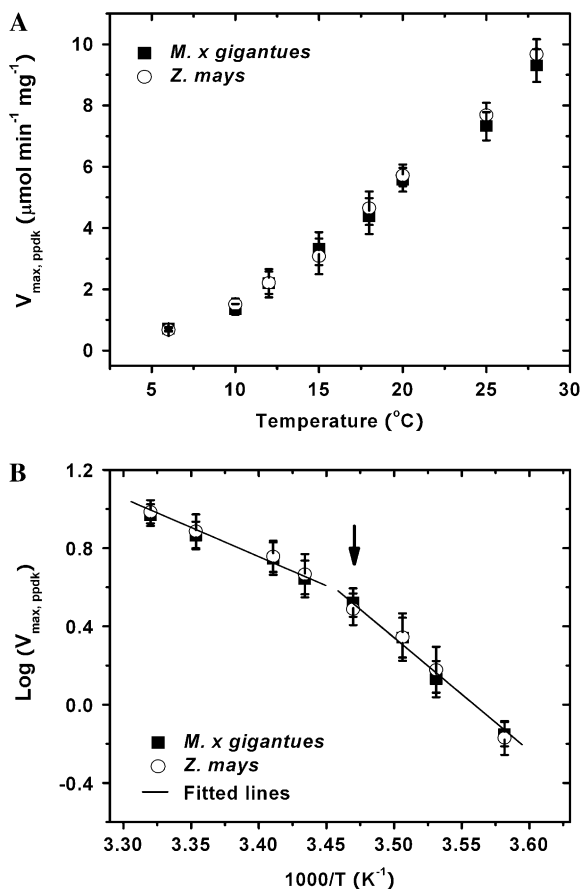 A
M. x gigantues
Z. mays
V max, ppdk (μmol min⁻¹ mg⁻¹)
10
8
6
4
2
0
5 10 15 20 25 30
Temperature (°C)
B
Log (V max, ppdk)
1.2
0.8
0.4
0.0
-0.4
M. x gigantues
Z. mays
Fitted lines
3.30 3.35 3.40 3.45 3.50 3.55 3.60
1000/T (K⁻¹)